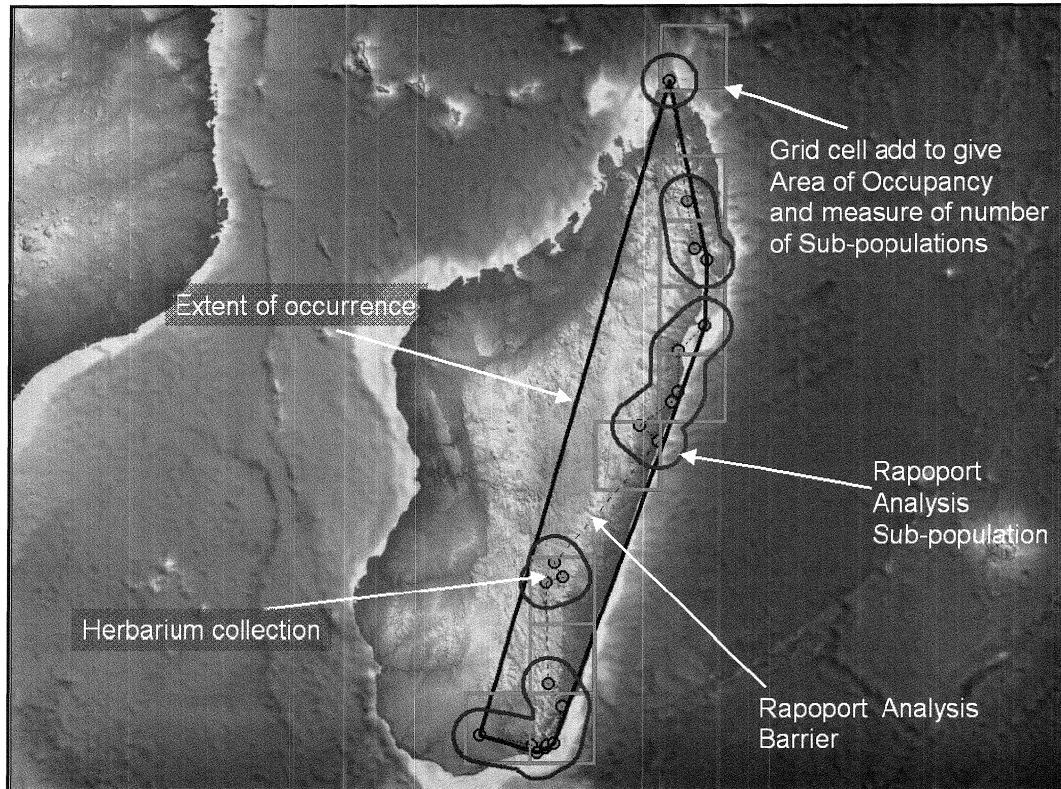 Grid cell add to give
Area of Occupancy
and measure of number
of Sub-populations
Extent of occurrence
Rapoport
Analysis
Sub-population
Herbarium collection
Rapoport Analysis
Barrier